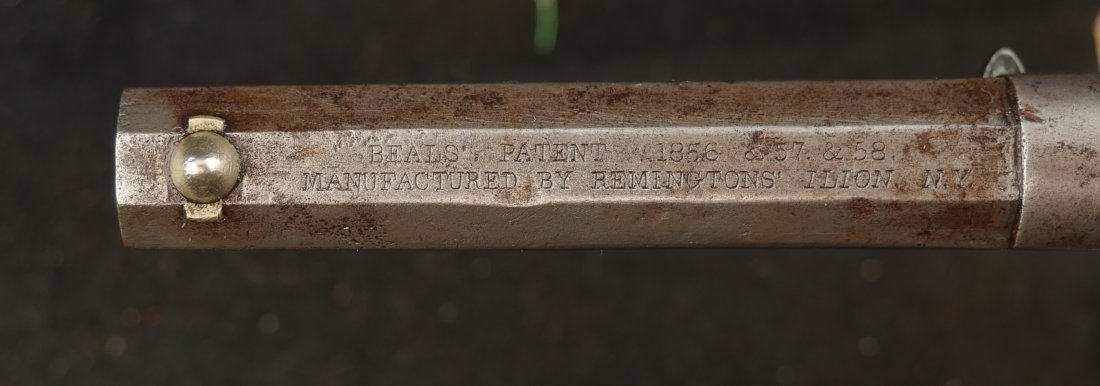 BEALS' PATENT 1856 & 57. & 58.
MANUFACTURED BY REMINGTONS' ILION N.Y.